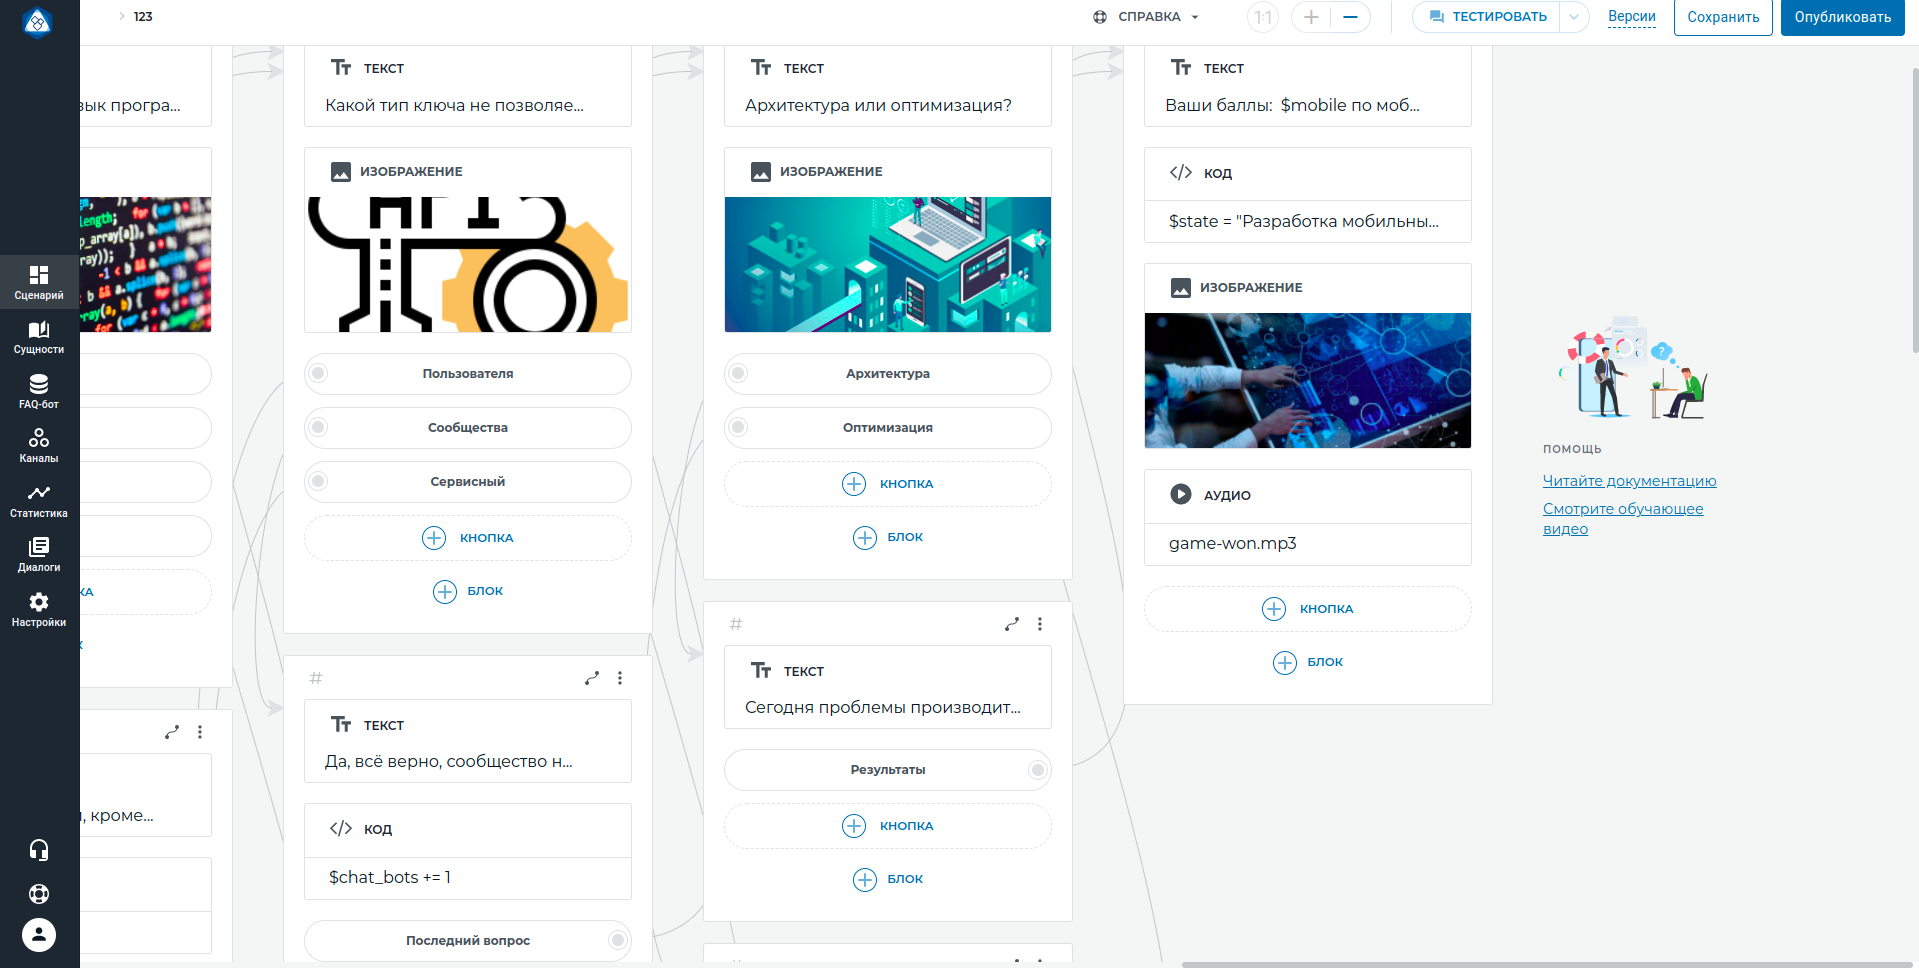 123
СПРАВКА
1:1
ТЕСТИРОВАТЬ
Версии
Сохранить
Опубликовать
Сценарий
Сущности
FAQ-бот
Каналы
Статистика
Диалоги
Настройки
ТЕКСТ
Какой тип ключа не позволяе...
ИЗОБРАЖЕНИЕ
Пользователя
Сообщества
Сервисный
КНОПКА
БЛОК
#
ТЕКСТ
Да, всё верно, сообщество н...
КОД
$chat_bots += 1
Последний вопрос
ТЕКСТ
Архитектура или оптимизация?
ИЗОБРАЖЕНИЕ
Архитектура
Оптимизация
КНОПКА
БЛОК
#
ТЕКСТ
Сегодня проблемы производит...
Результаты
КНОПКА
БЛОК
ТЕКСТ
Ваши баллы:  $mobile по моб...
КОД
$state = "Разработка мобильны...
ИЗОБРАЖЕНИЕ
АУДИО
game-won.mp3
КНОПКА
БЛОК
ПОМОЩЬ
Читайте документацию
Смотрите обучающее
видео